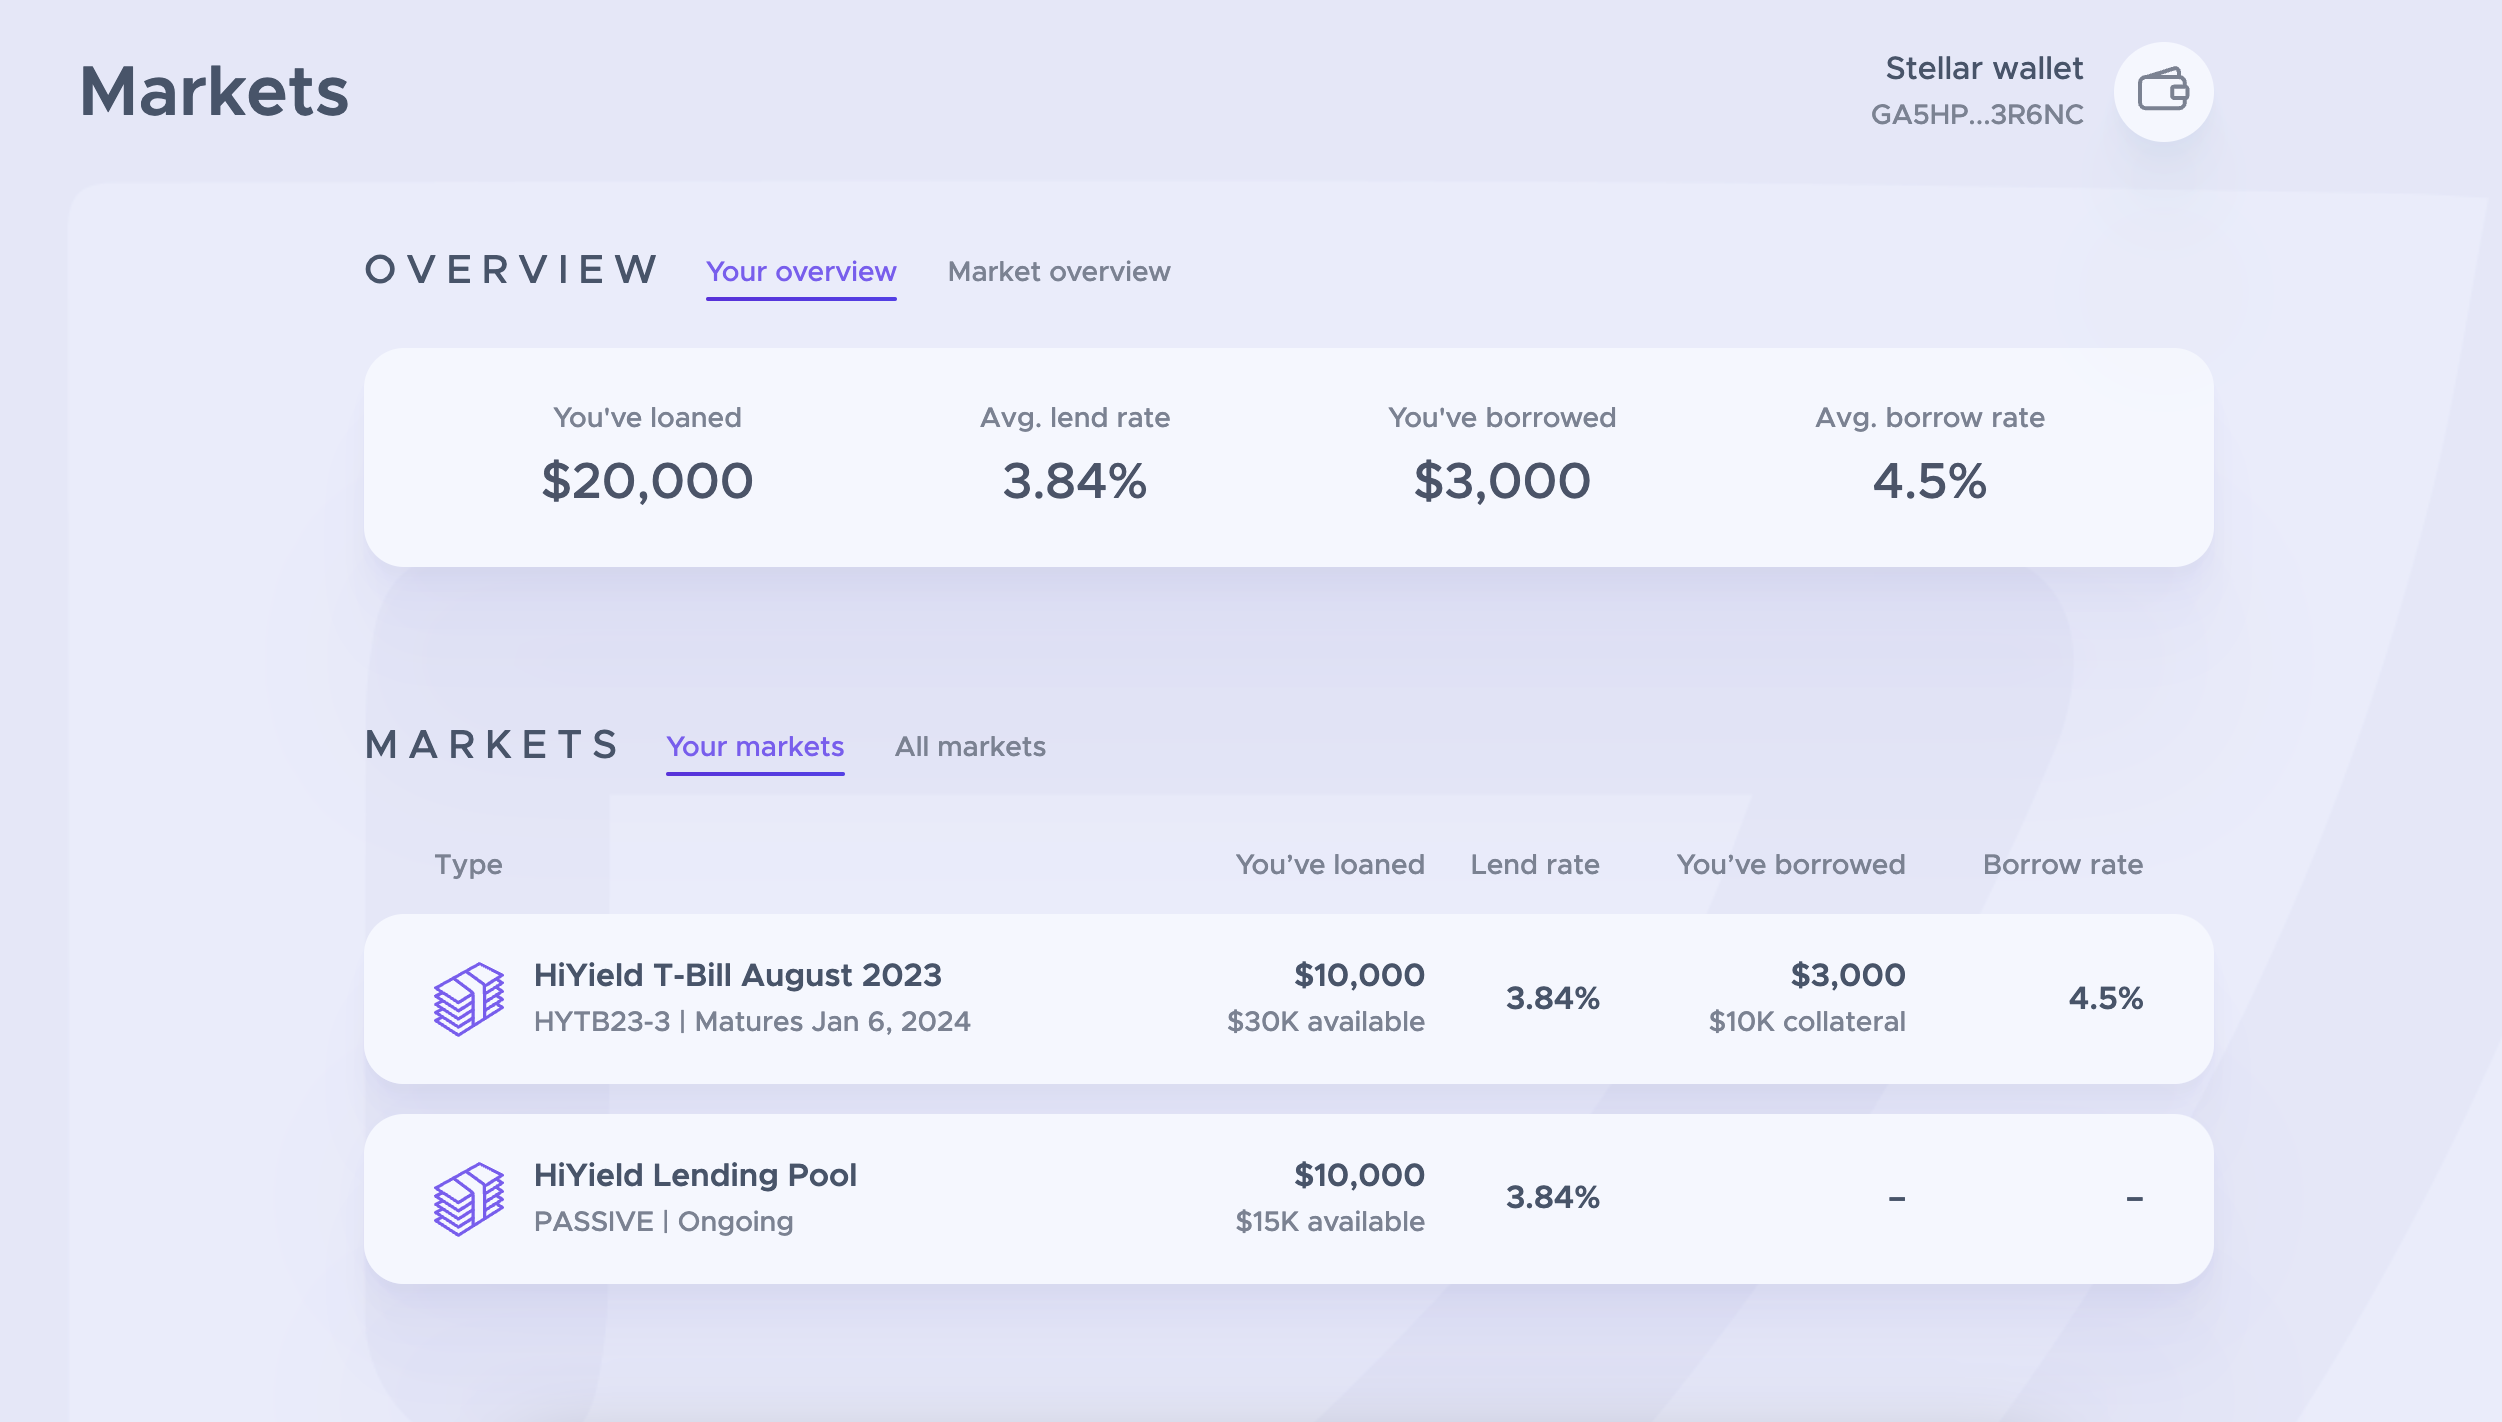 Markets
Stellar wallet
GA5HP...3R6NC
OVERVIEW Your overview Market overview
You've loaned Avg. lend rate You've borrowed Avg. borrow rate
$20,000 3.84% $3,000 4.5%
MARKETS Your markets All markets
Type You’ve loaned Lend rate You’ve borrowed Borrow rate
HiYield T-Bill August 2023 $10,000 3.84% $3,000 4.5%
HYTB23-3 | Matures Jan 6, 2024 $30K available $10K collateral
HiYield Lending Pool $10,000 3.84% – –
PASSIVE | Ongoing $15K available